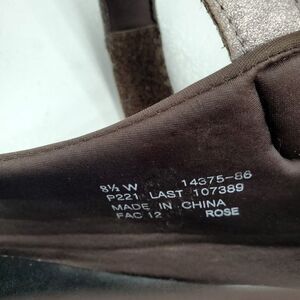 8½ W 14375-86
P221 LAST 107389
MADE IN CHINA
FAC 12 ROSE